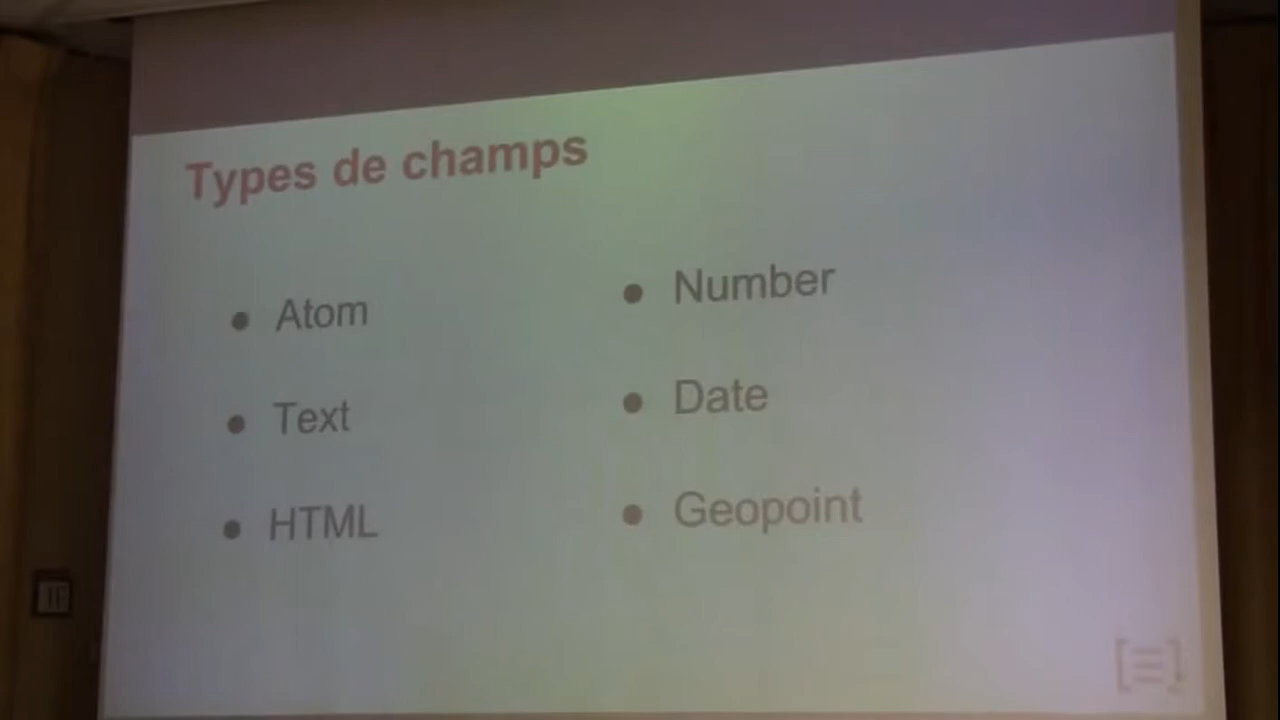 Types de champs
Atom
Text
HTML
Number
Date
Geopoint